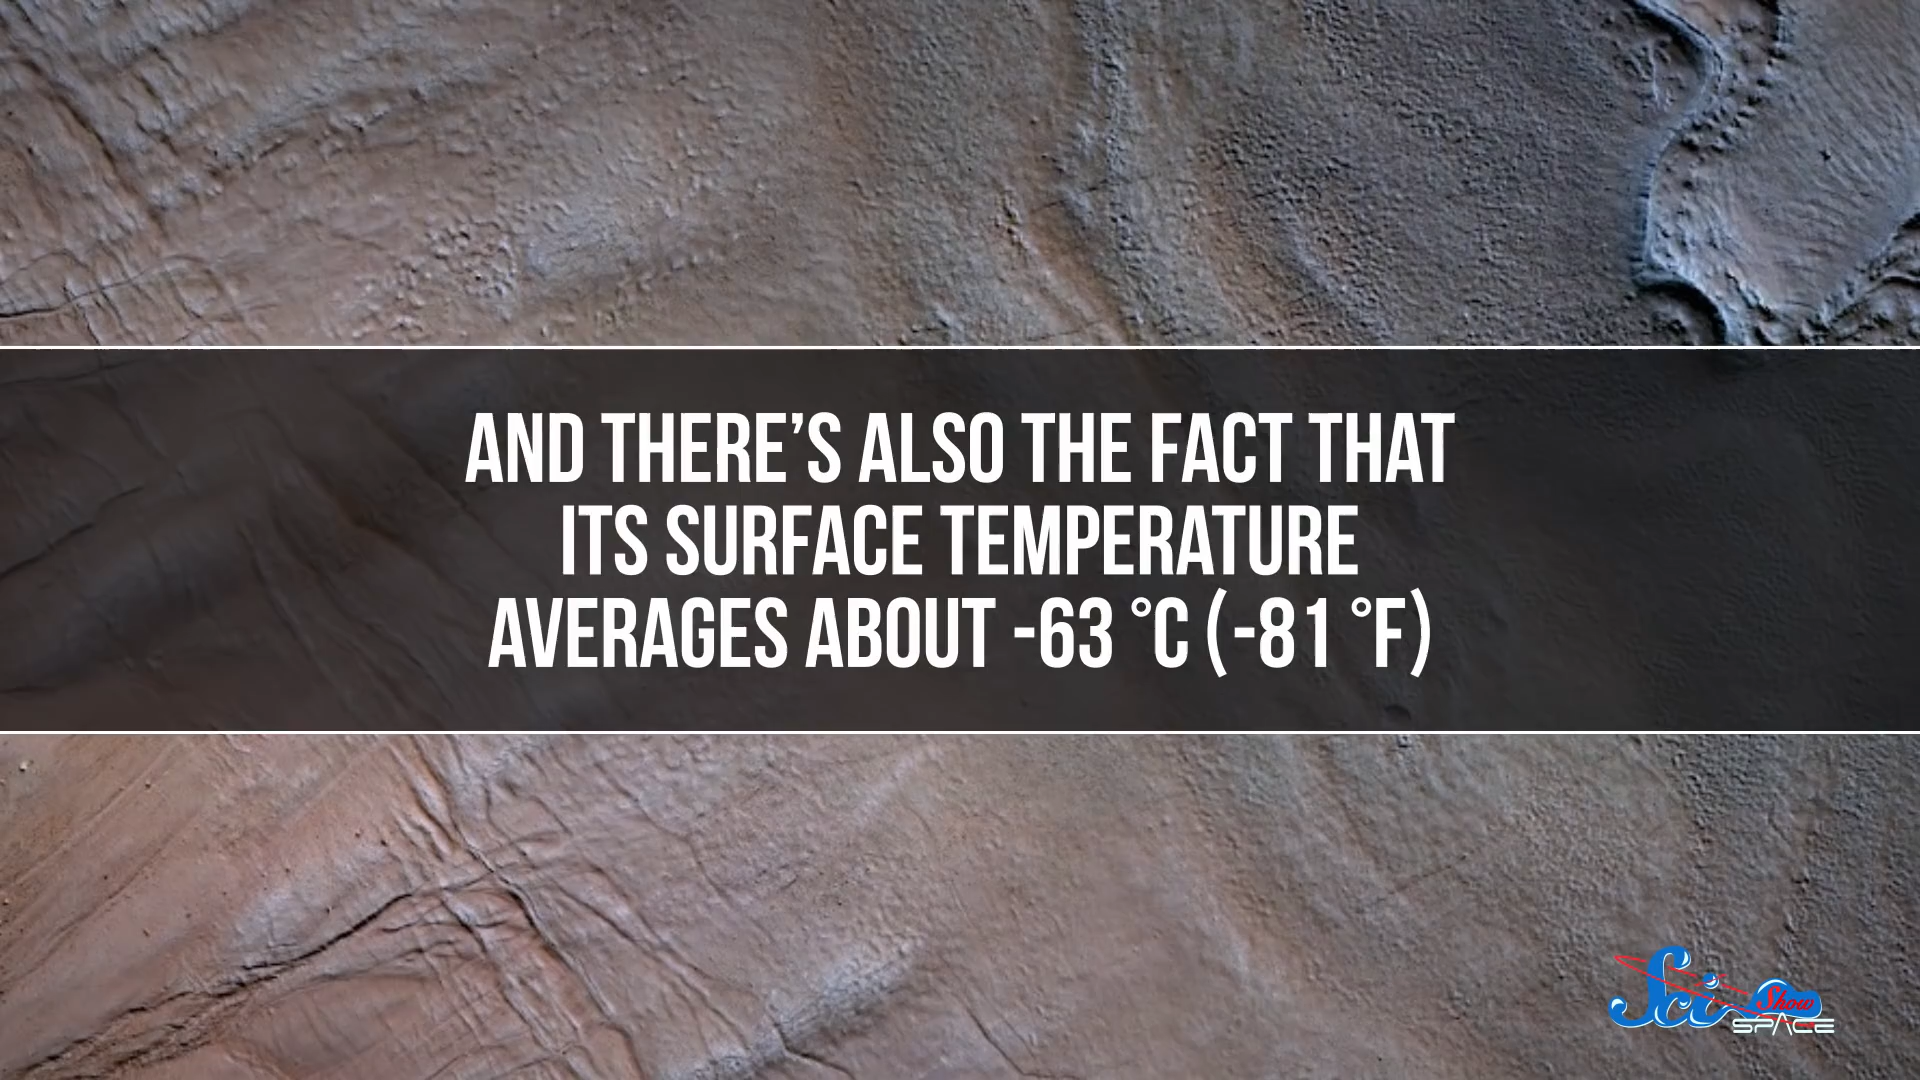 AND THERE’S ALSO THE FACT THAT
ITS SURFACE TEMPERATURE
AVERAGES ABOUT -63 °C (-81 °F)
Sci
Show
SPACE